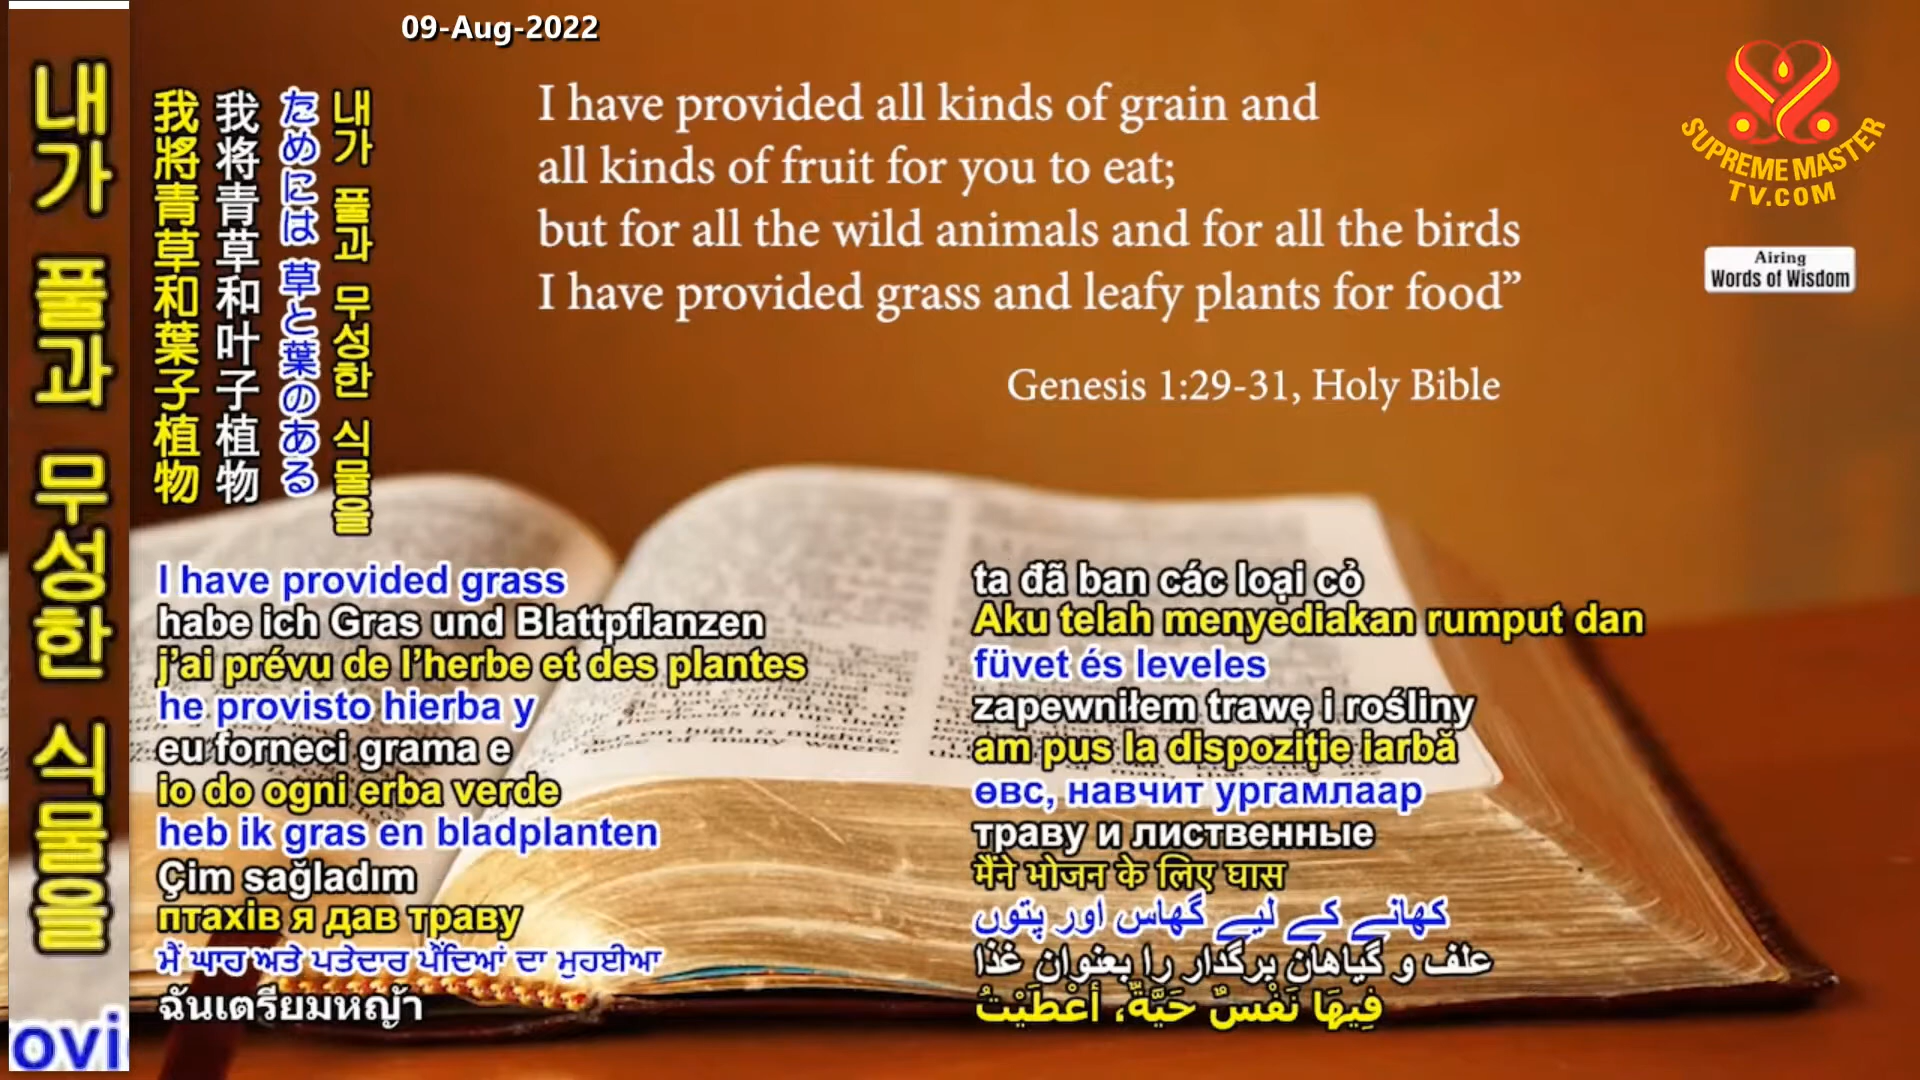 09-Aug-2022
I have provided all kinds of grain and
all kinds of fruit for you to eat;
but for all the wild animals and for all the birds
I have provided grass and leafy plants for food”
Genesis 1:29-31, Holy Bible
SUPREME MASTER
TV.COM
Airing
Words of Wisdom
내가 풀과 무성한 식물을
我將青草和葉子植物
我将青草和叶子植物
ためには 草と葉のある
내가 풀과 무성한 식물을
I have provided grass
habe ich Gras und Blattpflanzen
j’ai prévu de l’herbe et des plantes
he provisto hierba y
eu forneci grama e
io do ogni erba verde
heb ik gras en bladplanten
Çim sağladım
птахів я дав траву
ਮੈਂ ਘਾਹ ਅਤੇ ਪਤੇਦਾਰ ਪੌਂਦਿਆਂ ਦਾ ਮੁਹਈਆ
ฉันเตรียมหญ้า
ta đã ban các loại cỏ
Aku telah menyediakan rumput dan
füvet és leveles
zapewniłem trawę i rośliny
am pus la dispoziție iarbă
өвс, навчит ургамлаар
траву и лиственные
मैंने भोजन के लिए घास
کھانے کے لیے گھاس اور پتوں
علف و گیاهان برگدار را بعنوان غذا
فِيهَا نَفْسٌ حَيَّةٌ، أَعْطَيْتُ
ovi